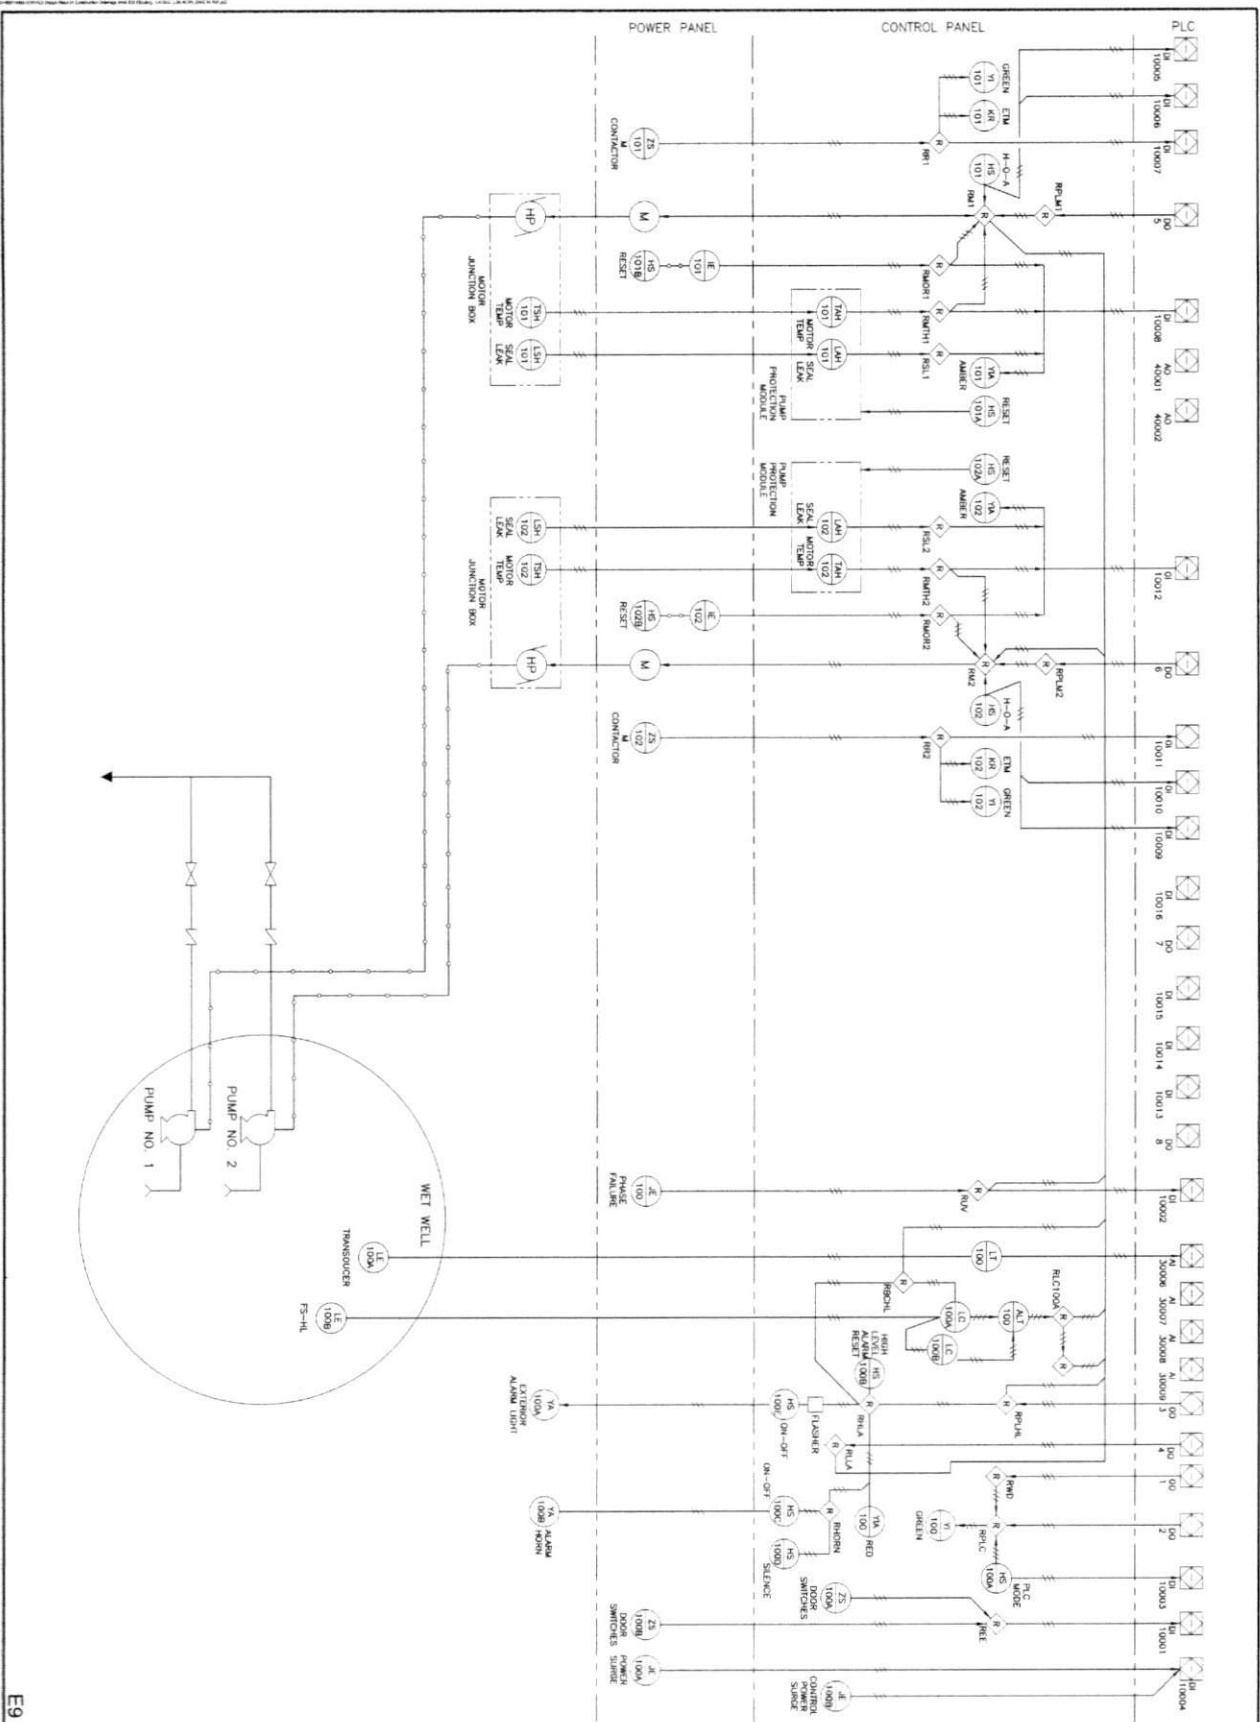 POWER PANEL
CONTROL PANEL
PLC
DI
10005
DI
10006
DI
10007
DO
5
DI
10008
AO
40001
AO
40002
DI
10012
DO
6
DI
10011
DI
10010
DI
10009
DI
10016
DO
7
DI
10015
DI
10014
DI
10013
DO
8
DI
10002
AI
30006
AI
30007
AI
30008
AI
30009
DO
3
DO
4
DO
1
DO
2
DI
10003
DI
10001
DI
10004
GREEN
YI
101
ETM
KR
101
H-O-A
HS
101
RR1
R
RM1
R
RPLM1
R
ZS
101
M
CONTACTOR
M
HP
MOTOR
JUNCTION BOX
HS
101B
RESET
IE
101
RMOR1
R
TSH
101
MOTOR
TEMP
TAH
101
MOTOR
TEMP
RMTH1
R
LSH
101
SEAL
LEAK
LAH
101
SEAL
LEAK
RSL1
R
YIA
101
AMBER
RESET
HS
101A
PUMP
PROTECTION
MODULE
RESET
HS
102A
YIA
102
AMBER
PUMP
PROTECTION
MODULE
LSH
102
SEAL
LEAK
LAH
102
SEAL
LEAK
RSL2
R
TSH
102
MOTOR
TEMP
TAH
102
MOTOR
TEMP
RMTH2
R
MOTOR
JUNCTION BOX
HS
102B
RESET
IE
102
RMOR2
R
HP
M
RM2
R
RPLM2
R
H-O-A
HS
102
ZS
102
M
CONTACTOR
RR2
R
ETM
KR
102
GREEN
YI
102
PUMP NO. 1
PUMP NO. 2
WET WELL
JE
100
PHASE
FAILURE
RUV
R
LE
100A
TRANSDUCER
LT
100
LE
100B
FS-HL
RBCHL
R
LC
100A
LC
100B
ALT
100
RLC100A
R
R
HIGH
LEVEL
ALARM
RESET
HS
100B
RHLA
R
RPLHL
R
FLASHER
HS
100E
ON-OFF
YA
100A
EXTERIOR
ALARM LIGHT
RLLA
R
ON-OFF
HS
100C
RHORN
R
HS
100D
SILENCE
YA
100B
ALARM
HORN
YIA
100
RED
RWD
R
RPLC
R
YI
100
GREEN
PLC
MODE
HS
100A
ZS
100A
DOOR
SWITCHES
REE
R
ZS
100B
DOOR
SWITCHES
JE
100A
POWER
SURGE
JE
100B
CONTROL
POWER
SURGE
E9